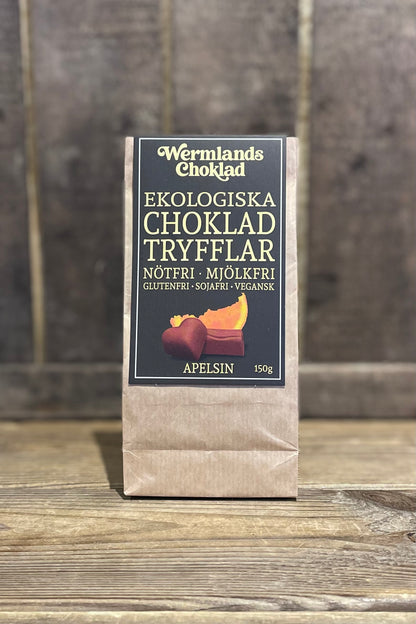 Wermlands
Choklad
EKOLOGISKA
CHOKLAD
TRYFFLAR
NÖTFRI · MJÖLKFRI
GLUTENFRI · SOJAFRI · VEGANSK
APELSIN 150g